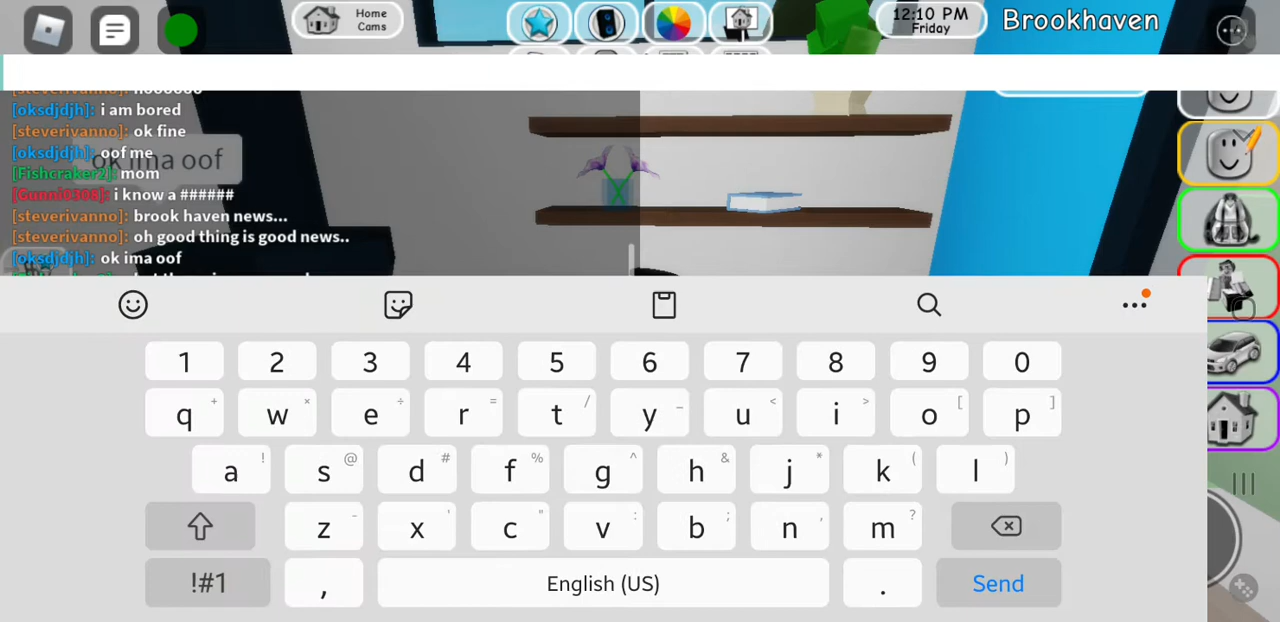 Home
Cams
12:10 PM
Friday
Brookhaven
[oksdjdjh]: i am bored
[steverivanno]: ok fine
[oksdjdjh]: oof me
ok ima oof
[Fishcraker2]: mom
[Gunni0308]: i know a ######
[steverivanno]: brook haven news...
[steverivanno]: oh good thing is good news..
[oksdjdjh]: ok ima oof
1 2 3 4 5 6 7 8 9 0
q + w × e ÷ r = t / y _ u < i > o [ p ]
a ! s @ d # f % g ^ h & j * k ( l )
z - x ' c " v : b ; n , m ?
!#1 , English (US) . Send